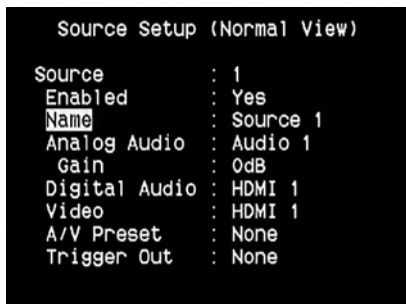 Source Setup (Normal View)
Source : 1
Enabled : Yes
Name : Source 1
Analog Audio : Audio 1
Gain : 0dB
Digital Audio : HDMI 1
Video : HDMI 1
A/V Preset : None
Trigger Out : None